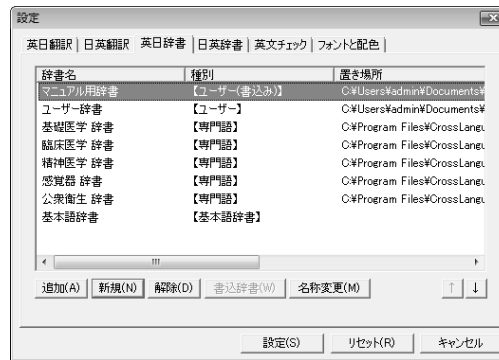 設定
英日翻訳 日英翻訳 英日辞書 日英辞書 英文チェック フォントと配色
辞書名 種別 置き場所
マニュアル用辞書 【ユーザー(書込み)】 C:¥Users¥admin¥Documents¥
ユーザー辞書 【ユーザー】 C:¥Users¥admin¥Documents¥
基礎医学 辞書 【専門語】 C:¥Program Files¥CrossLangu
臨床医学 辞書 【専門語】 C:¥Program Files¥CrossLangu
精神医学 辞書 【専門語】 C:¥Program Files¥CrossLangu
感覚器 辞書 【専門語】 C:¥Program Files¥CrossLangu
公衆衛生 辞書 【専門語】 C:¥Program Files¥CrossLangu
基本語辞書 【基本語辞書】
追加(A) 新規(N) 解除(D) 書込辞書(W) 名称変更(M) ↑ ↓
設定(S) リセット(R) キャンセル